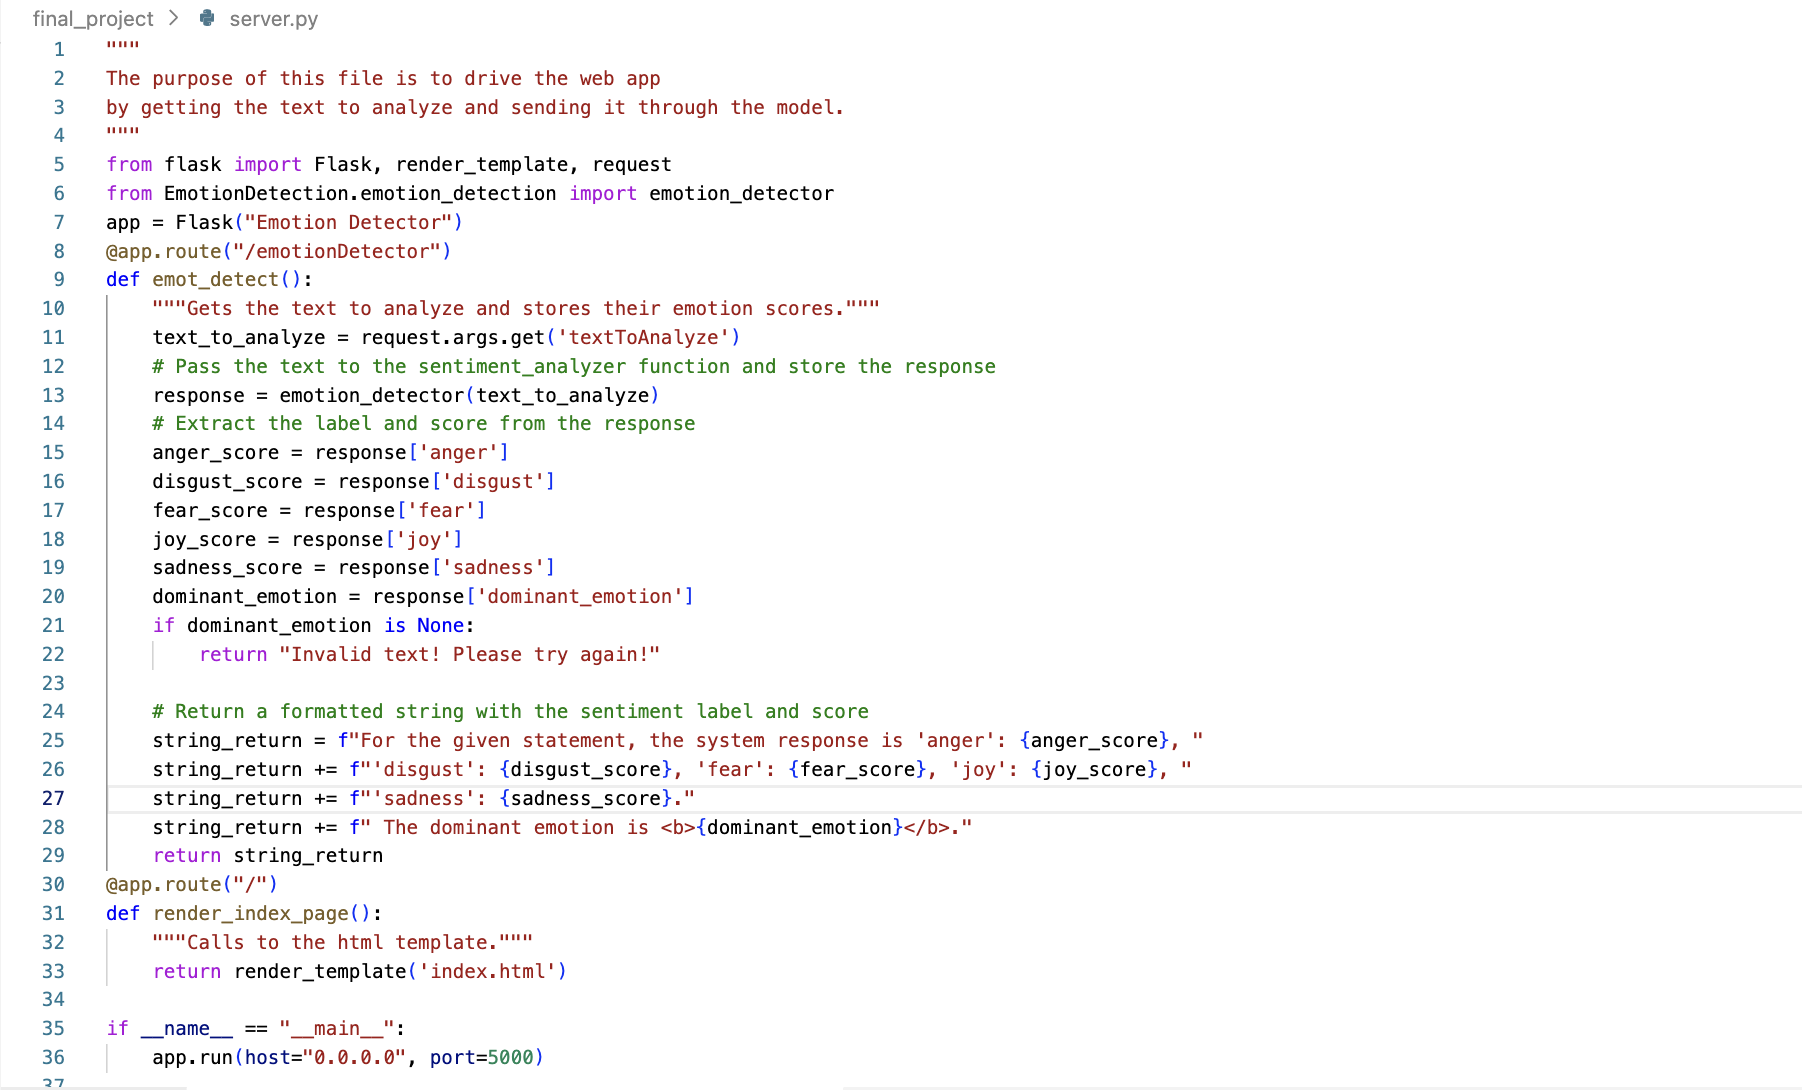 final_project > server.py
1 """
2 The purpose of this file is to drive the web app
3 by getting the text to analyze and sending it through the model.
4 """
5 from flask import Flask, render_template, request
6 from EmotionDetection.emotion_detection import emotion_detector
7 app = Flask("Emotion Detector")
8 @app.route("/emotionDetector")
9 def emot_detect():
10     """Gets the text to analyze and stores their emotion scores."""
11     text_to_analyze = request.args.get('textToAnalyze')
12     # Pass the text to the sentiment_analyzer function and store the response
13     response = emotion_detector(text_to_analyze)
14     # Extract the label and score from the response
15     anger_score = response['anger']
16     disgust_score = response['disgust']
17     fear_score = response['fear']
18     joy_score = response['joy']
19     sadness_score = response['sadness']
20     dominant_emotion = response['dominant_emotion']
21     if dominant_emotion is None:
22         return "Invalid text! Please try again!"
23
24     # Return a formatted string with the sentiment label and score
25     string_return = f"For the given statement, the system response is 'anger': {anger_score}, "
26     string_return += f"'disgust': {disgust_score}, 'fear': {fear_score}, 'joy': {joy_score}, "
27     string_return += f"'sadness': {sadness_score}."
28     string_return += f" The dominant emotion is <b>{dominant_emotion}</b>."
29     return string_return
30 @app.route("/")
31 def render_index_page():
32     """Calls to the html template."""
33     return render_template('index.html')
34
35 if __name__ == "__main__":
36     app.run(host="0.0.0.0", port=5000)
37